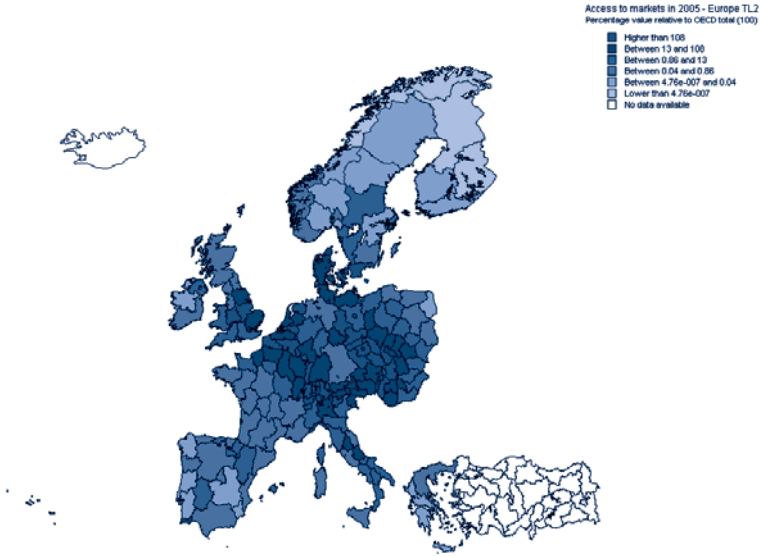 Access to markets in 2005 - Europe TL2
Percentage value relative to OECD total (100)
Higher than 108
Between 13 and 108
Between 0.86 and 13
Between 0.04 and 0.86
Between 4.76e-007 and 0.04
Lower than 4.76e-007
No data available